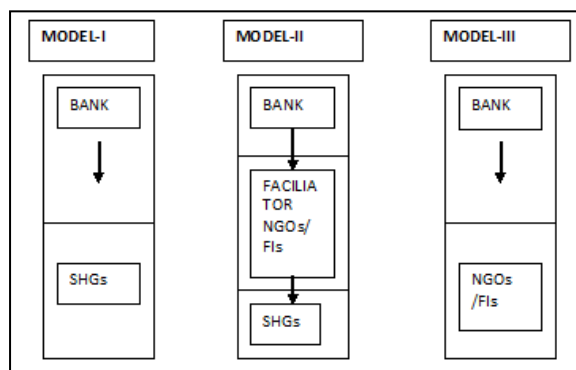 MODEL-I
BANK
SHGs
MODEL-II
BANK
FACILIA
TOR
NGOs/
FIs
SHGs
MODEL-III
BANK
NGOs
/FIs